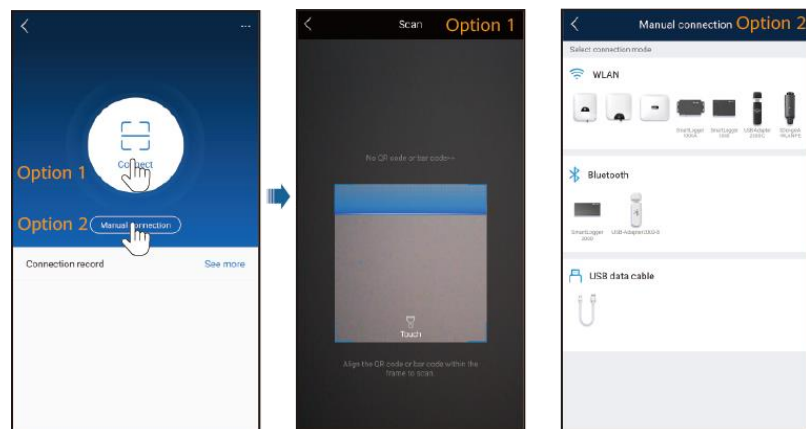 Connect
Option 1
Option 2
Manual connection
Connection record
See more
Scan
Option 1
No QR code or bar code
Touch
Align the QR code or bar code within the
frame to scan.
Manual connection
Option 2
Select connection mode
WLAN
SmartLogger
SmartLogger
USB-Adapter
Bluetooth
SmartLogger
USB-Adapter2000-B
USB data cable